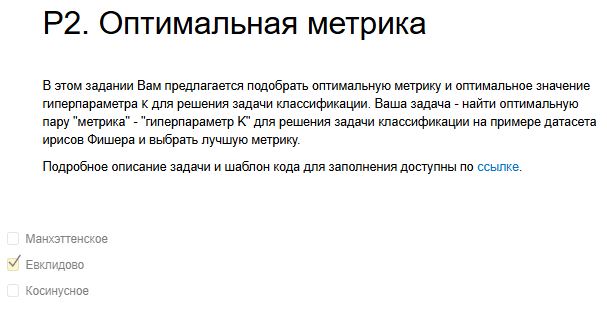 P2. Оптимальная метрика
В этом задании Вам предлагается подобрать оптимальную метрику и оптимальное значение
гиперпараметра к для решения задачи классификации. Ваша задача - найти оптимальную
пару "метрика" - "гиперпараметр К" для решения задачи классификации на примере датасета
ирисов Фишера и выбрать лучшую метрику.
Подробное описание задачи и шаблон кода для заполнения доступны по ссылке.
Манхэттенское
Евклидово
Косинусное